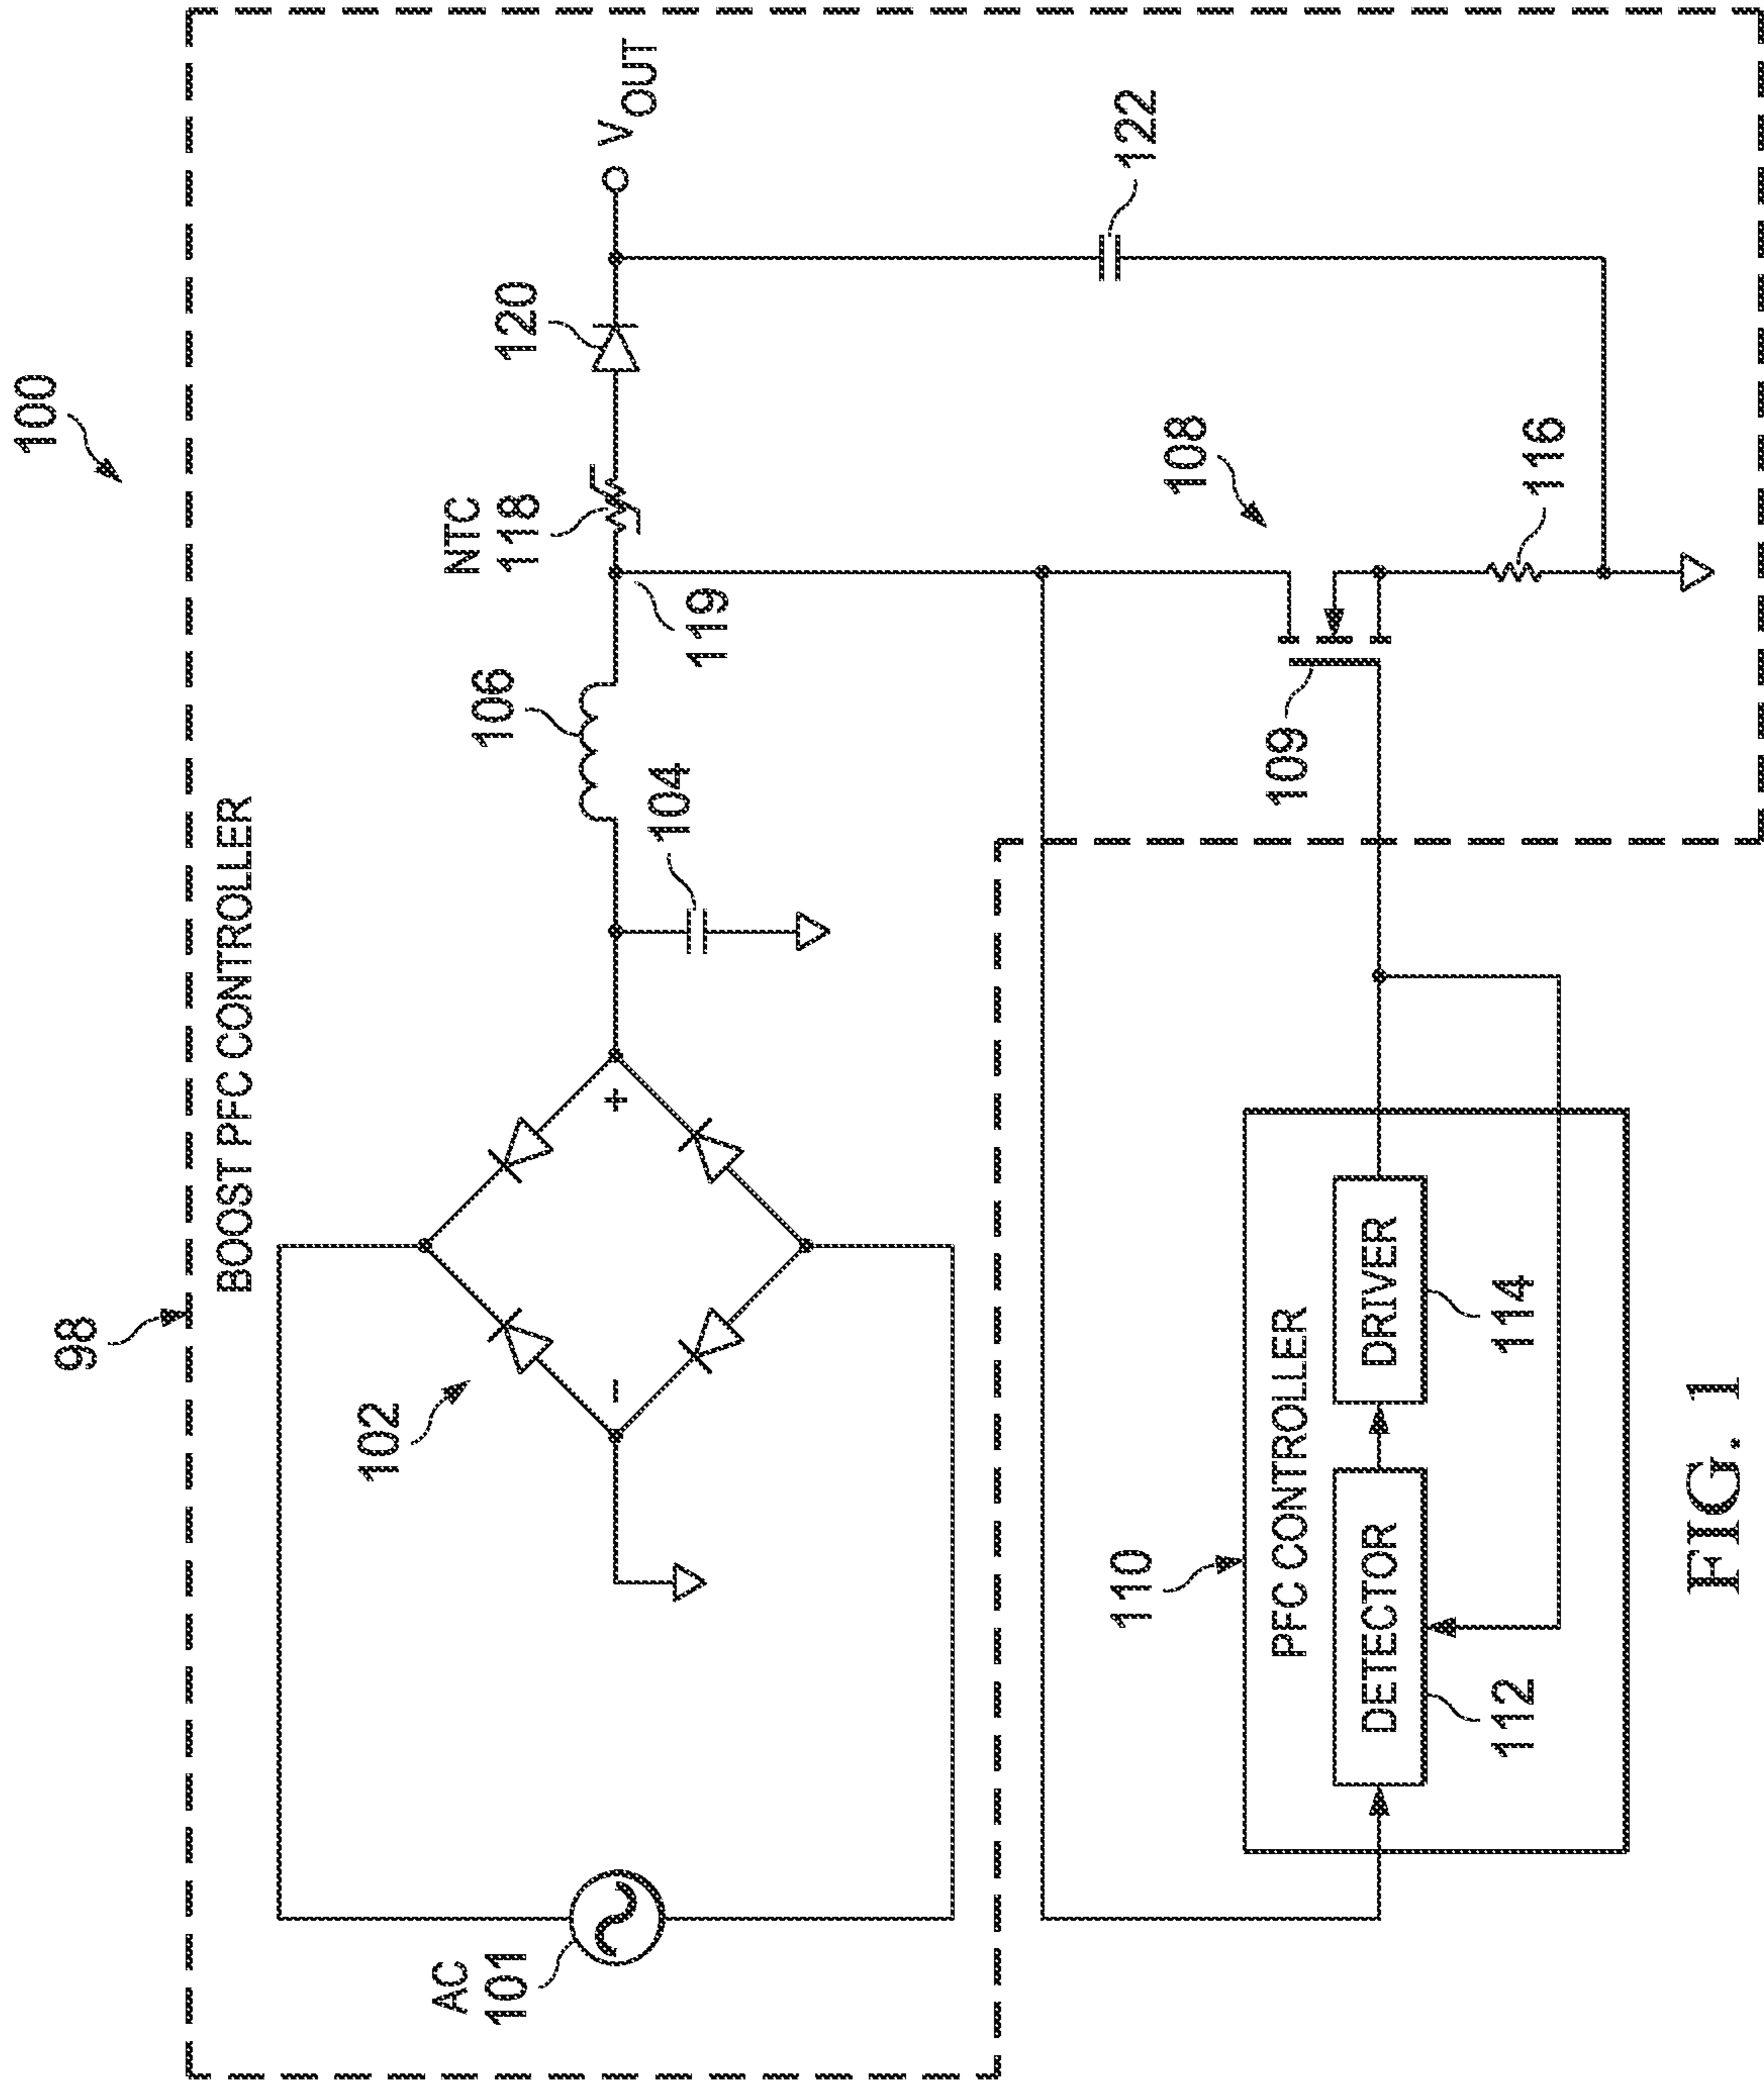 100
98
BOOST PFC CONTROLLER
AC
101
102
-
+
104
106
NTC
118
119
120
VOUT
122
108
109
116
110
PFC CONTROLLER
DETECTOR
112
DRIVER
114
FIG. 1